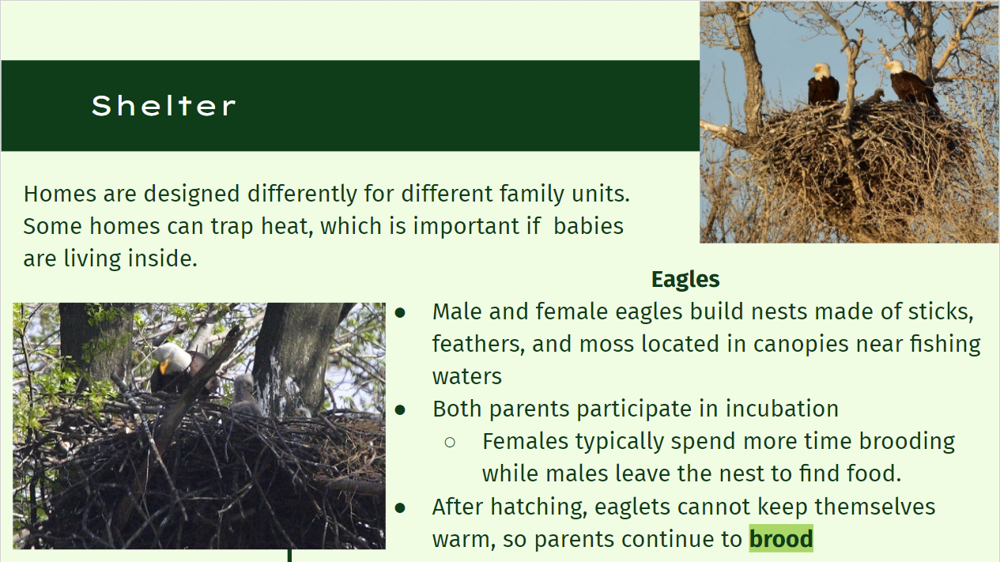 Shelter
Homes are designed differently for different family units.
Some homes can trap heat, which is important if  babies
are living inside.
Eagles
● Male and female eagles build nests made of sticks,
feathers, and moss located in canopies near fishing
waters
● Both parents participate in incubation
○ Females typically spend more time brooding
while males leave the nest to find food.
● After hatching, eaglets cannot keep themselves
warm, so parents continue to brood